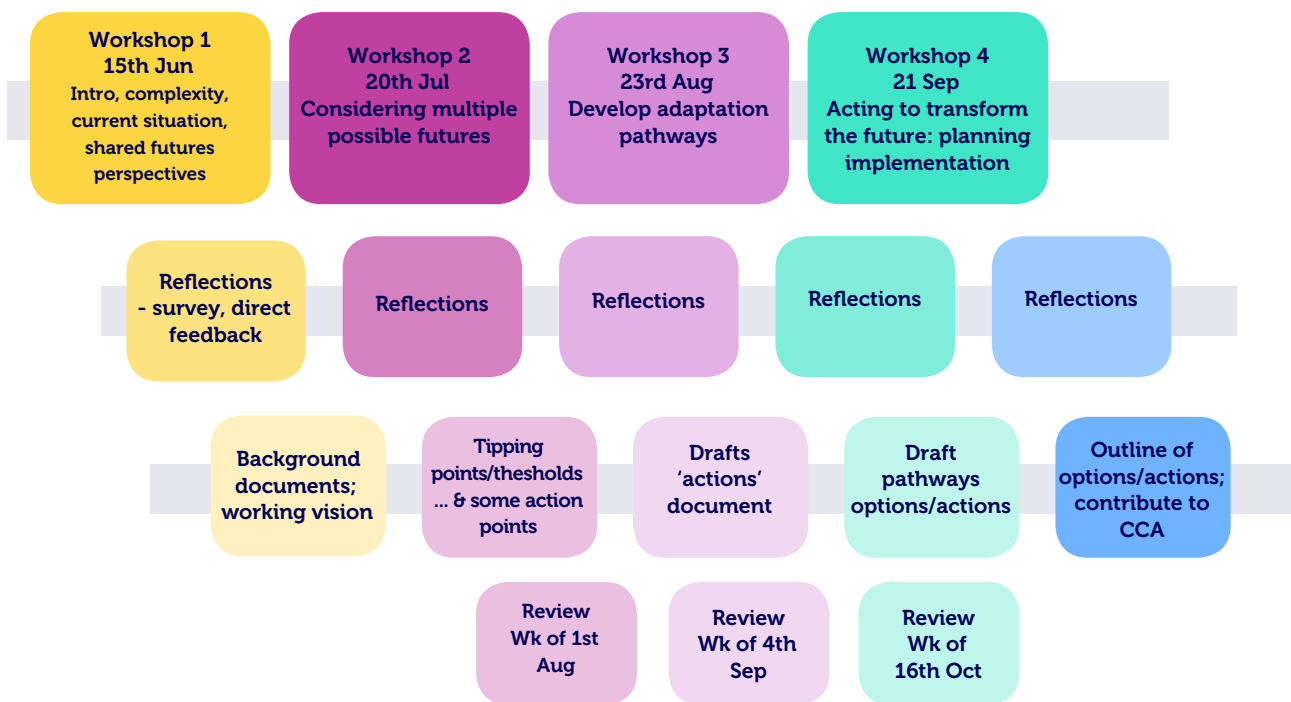 Workshop 1
15th Jun
Intro, complexity,
current situation,
shared futures
perspectives
Workshop 2
20th Jul
Considering multiple
possible futures
Workshop 3
23rd Aug
Develop adaptation
pathways
Workshop 4
21 Sep
Acting to transform
the future: planning
implementation
Reflections
- survey, direct
feedback
Reflections
Reflections
Reflections
Reflections
Background
documents;
working vision
Tipping
points/thesholds
... & some action
points
Drafts
‘actions’
document
Draft
pathways
options/actions
Outline of
options/actions;
contribute to
CCA
Review
Wk of 1st
Aug
Review
Wk of 4th
Sep
Review
Wk of
16th Oct